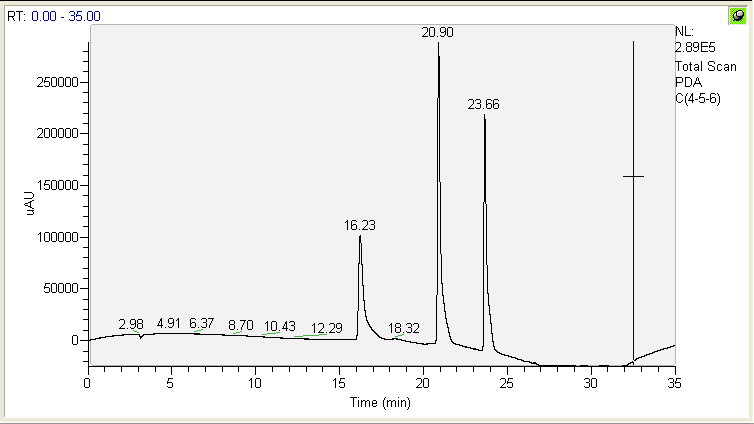 RT: 0.00 - 35.00
NL:
2.89E5
Total Scan
PDA
C(4-5-6)
20.90
23.66
16.23
2.98
4.91
6.37
8.70
10.43
12.29
18.32
uAU
250000
200000
150000
100000
50000
0
0 5 10 15 20 25 30 35
Time (min)